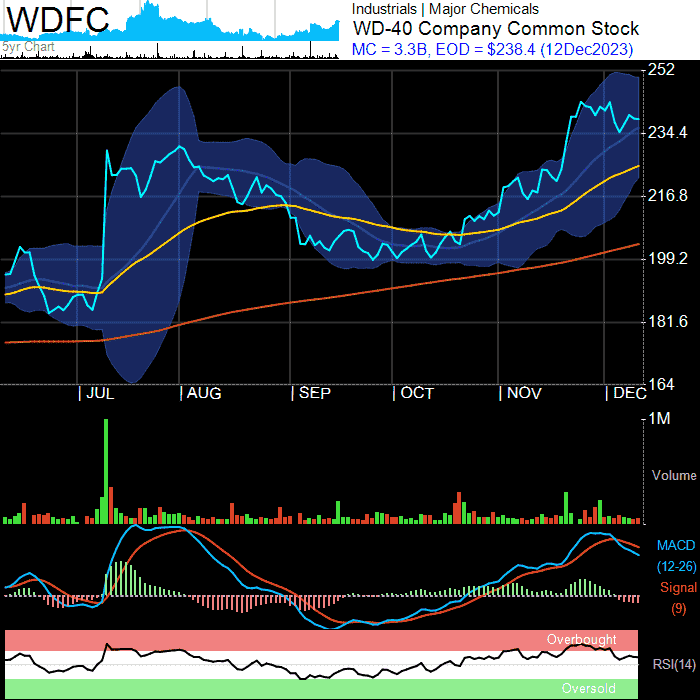 WDFC
5yr Chart
Industrials | Major Chemicals
WD-40 Company Common Stock
MC = 3.3B, EOD = $238.4 (12Dec2023)
252
234.4
216.8
199.2
181.6
164
JUL AUG SEP OCT NOV DEC
1M
Volume
MACD
(12-26)
Signal
(9)
Overbought
RSI(14)
Oversold